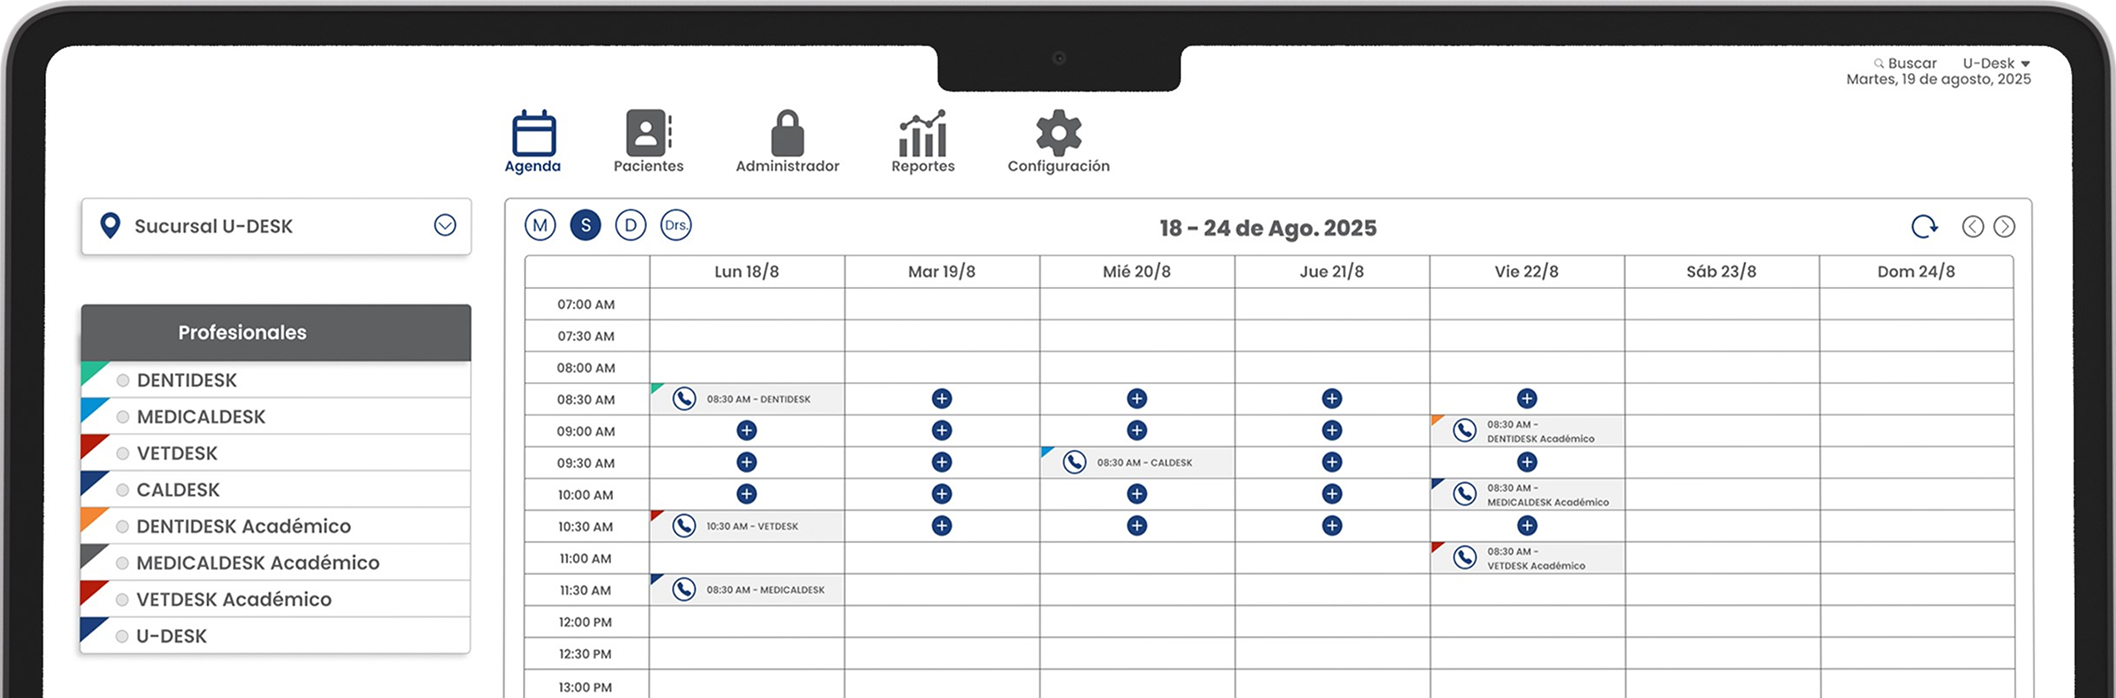 Buscar U-Desk
Martes, 19 de agosto, 2025
Agenda Pacientes Administrador Reportes Configuración
Sucursal U-DESK
M S D Drs. 18 - 24 de Ago. 2025
Lun 18/8 Mar 19/8 Mié 20/8 Jue 21/8 Vie 22/8 Sáb 23/8 Dom 24/8
Profesionales
DENTIDESK
MEDICALDESK
VETDESK
CALDESK
DENTIDESK Académico
MEDICALDESK Académico
VETDESK Académico
U-DESK
07:00 AM
07:30 AM
08:00 AM
08:30 AM 08:30 AM - DENTIDESK
09:00 AM 08:30 AM -
DENTIDESK Académico
09:30 AM 08:30 AM - CALDESK
10:00 AM 08:30 AM -
MEDICALDESK Académico
10:30 AM 10:30 AM - VETDESK
11:00 AM 08:30 AM -
VETDESK Académico
11:30 AM 08:30 AM - MEDICALDESK
12:00 PM
12:30 PM
13:00 PM